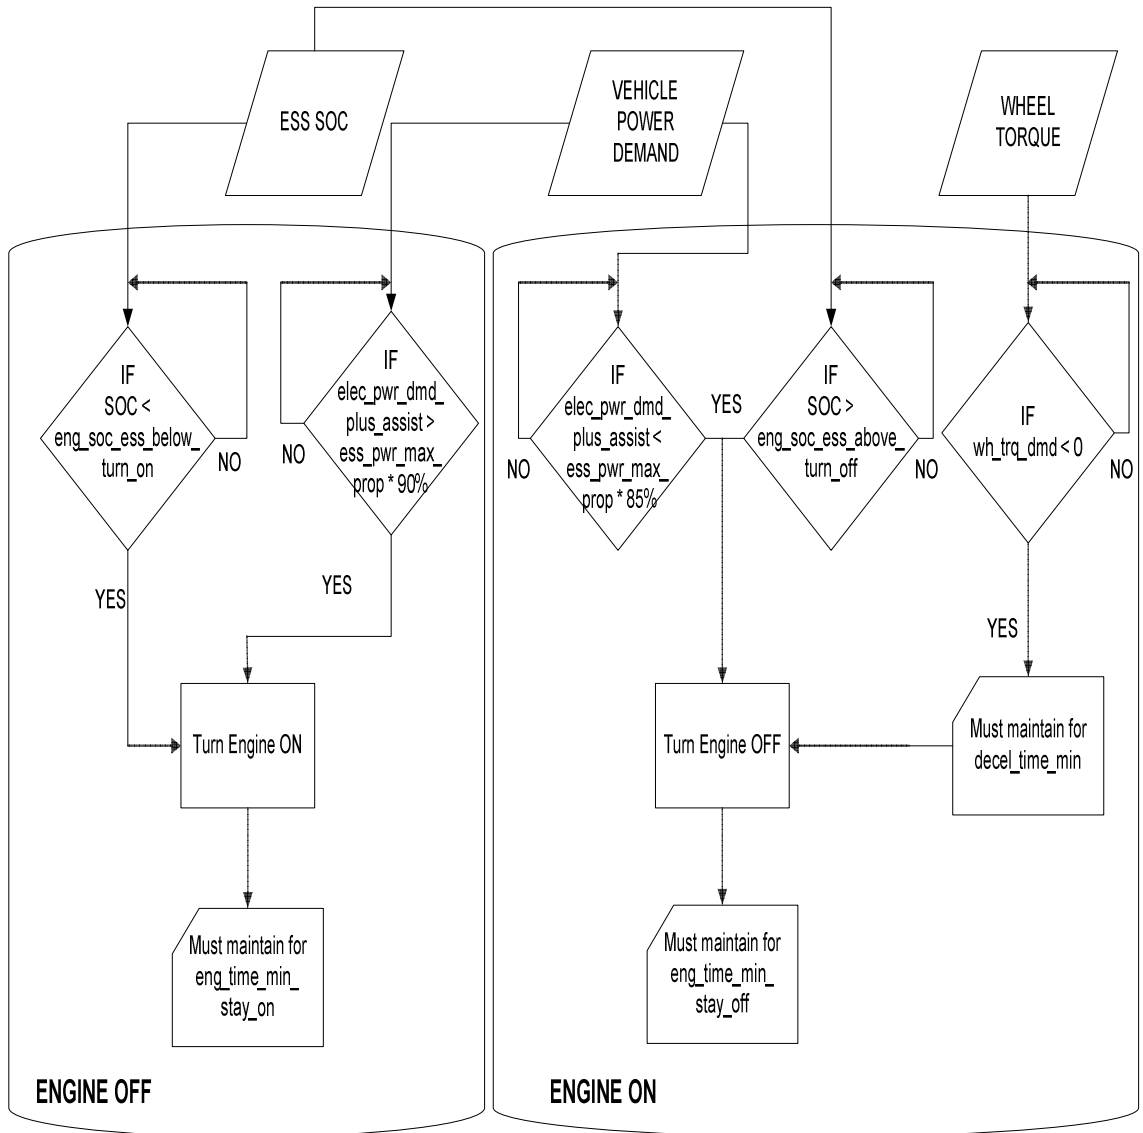 ESS SOC
VEHICLE
POWER
DEMAND
WHEEL
TORQUE
IF
SOC <
eng_soc_ess_below_
turn_on
NO
YES
IF
elec_pwr_dmd_
plus_assist >
ess_pwr_max_
prop * 90%
NO
YES
Turn Engine ON
Must maintain for
eng_time_min_
stay_on
ENGINE OFF
IF
elec_pwr_dmd_
plus_assist <
ess_pwr_max_
prop * 85%
NO
YES
IF
SOC >
eng_soc_ess_above_
turn_off
NO
IF
wh_trq_dmd < 0
NO
YES
Must maintain for
decel_time_min
Turn Engine OFF
Must maintain for
eng_time_min_
stay_off
ENGINE ON